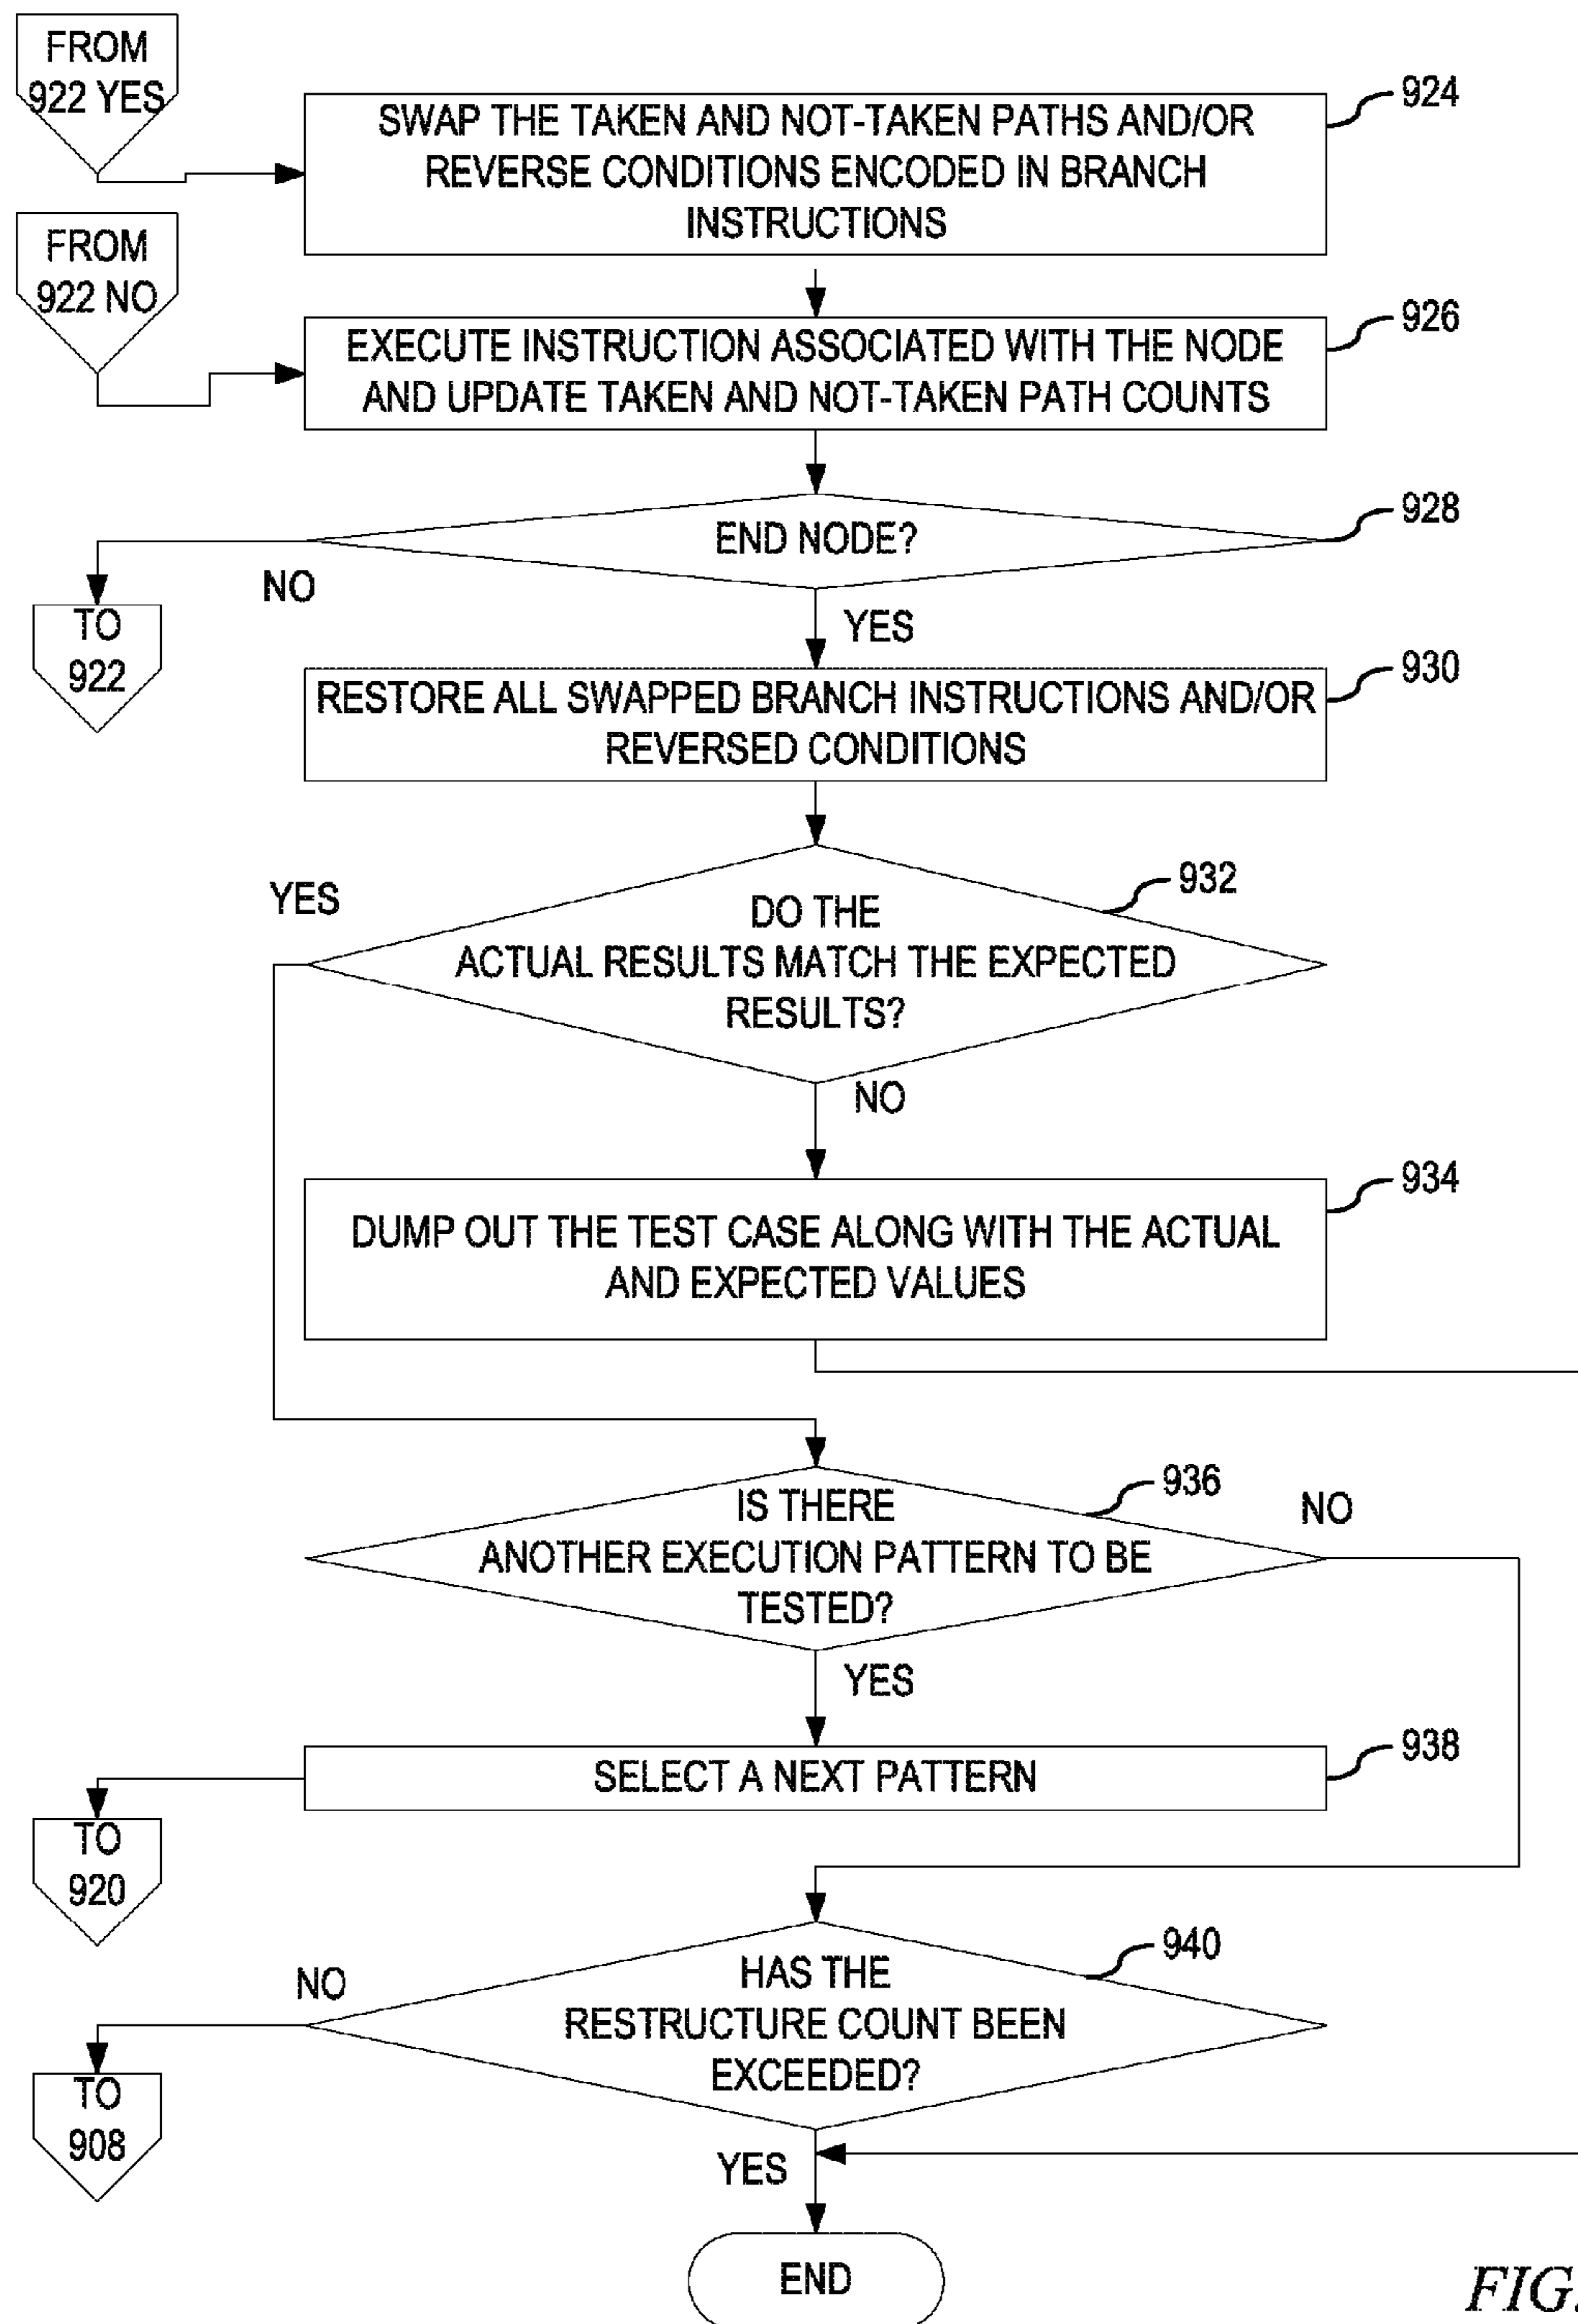 FROM
922 YES
924
SWAP THE TAKEN AND NOT-TAKEN PATHS AND/OR
REVERSE CONDITIONS ENCODED IN BRANCH
INSTRUCTIONS
FROM
922 NO
926
EXECUTE INSTRUCTION ASSOCIATED WITH THE NODE
AND UPDATE TAKEN AND NOT-TAKEN PATH COUNTS
928
END NODE?
NO
TO
922
YES
930
RESTORE ALL SWAPPED BRANCH INSTRUCTIONS AND/OR
REVERSED CONDITIONS
932
YES
DO THE
ACTUAL RESULTS MATCH THE EXPECTED
RESULTS?
NO
934
DUMP OUT THE TEST CASE ALONG WITH THE ACTUAL
AND EXPECTED VALUES
936
NO
IS THERE
ANOTHER EXECUTION PATTERN TO BE
TESTED?
YES
938
SELECT A NEXT PATTERN
TO
920
940
NO
HAS THE
RESTRUCTURE COUNT BEEN
EXCEEDED?
TO
908
YES
END
FIG.